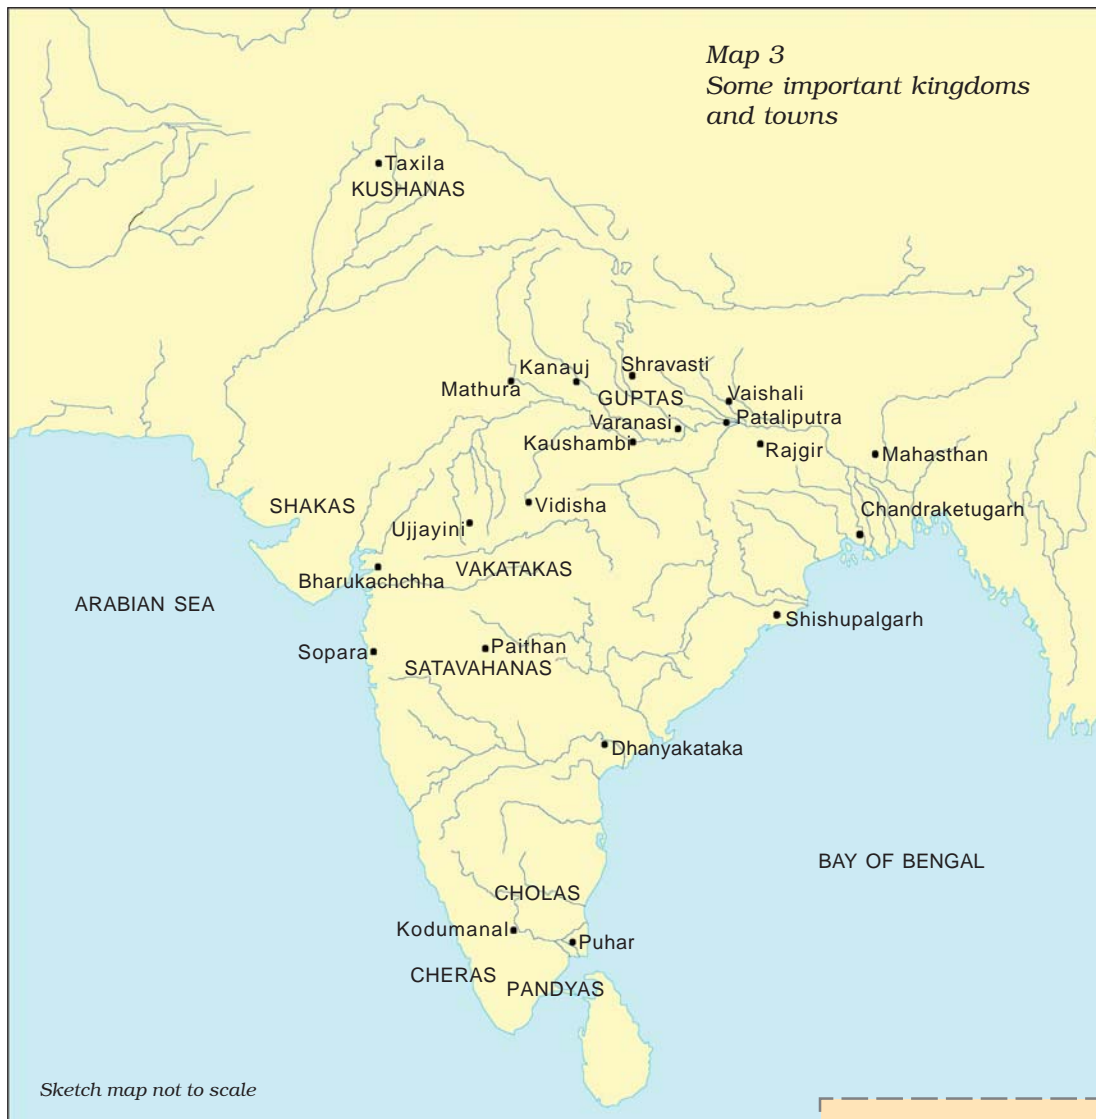 Map 3
Some important kingdoms
and towns
Taxila
KUSHANAS
Shravasti
Kanauj
Mathura
GUPTAS
Vaishali
Pataliputra
Varanasi
Kaushambi
Rajgir
Mahasthan
SHAKAS
Vidisha
Chandraketugarh
Ujjayini
VAKATAKAS
Bharukachchha
ARABIAN SEA
Shishupalgarh
Sopara
Paithan
SATAVAHANAS
Dhanyakataka
BAY OF BENGAL
CHOLAS
Kodumanal
Puhar
CHERAS
PANDYAS
Sketch map not to scale